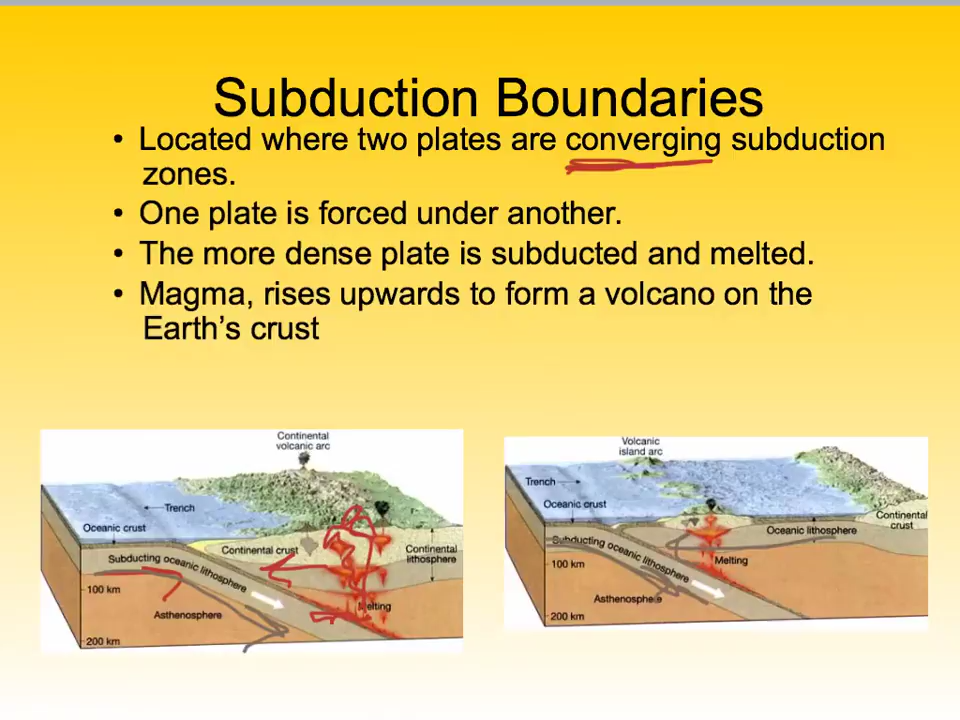 Subduction Boundaries
• Located where two plates are converging subduction
zones.
• One plate is forced under another.
• The more dense plate is subducted and melted.
• Magma, rises upwards to form a volcano on the
Earth’s crust
Continental
volcanic arc
Trench
Oceanic crust
Continental crust
Continental
lithosphere
Subducting oceanic lithosphere
100 km
Melting
Asthenosphere
200 km
Volcanic
island arc
Trench
Oceanic crust
Continental
crust
Oceanic lithosphere
Subducting oceanic lithosphere
Melting
100 km
Asthenosphere
200 km